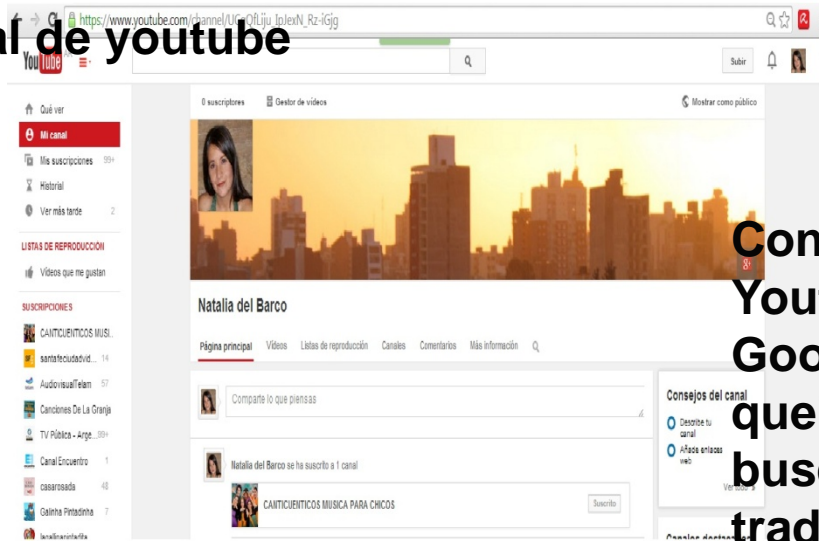 al de youtube
https://www.youtube.com/channel/
YouTube
Subir
Qué ver
Mi canal
Mis suscripciones 99+
Historial
Ver más tarde 2
LISTAS DE REPRODUCCIÓN
Vídeos que me gustan
SUSCRIPCIONES
CANTICUENTICOS MUSI..
santafeciudadvid... 14
AudiovisualTelam 57
Canciones De La Granja
TV Pública - Arge... 99+
Canal Encuentro 1
casarosada 48
Galinha Pintadinha 7
0 suscriptores Gestor de vídeos Mostrar como público
Natalia del Barco
Página principal Vídeos Listas de reproducción Canales Comentarios Más información
Comparte lo que piensas
Natalia del Barco se ha suscrito a 1 canal
CANTICUENTICOS MUSICA PARA CHICOS Suscrito
Consejos del canal
Describe tu
canal
Añade enlaces
web
Ver todo
Con
You
Goo
que
bus
trad